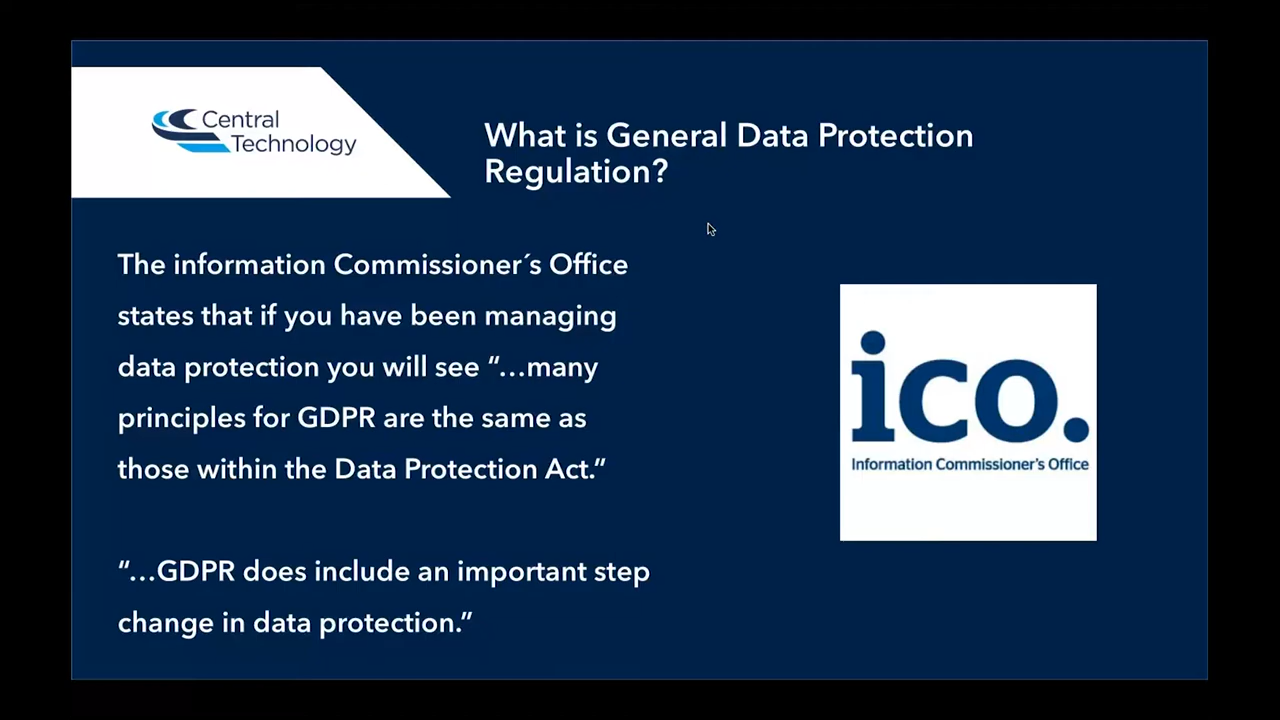 Central
Technology
What is General Data Protection
Regulation?
The information Commissioner´s Office
states that if you have been managing
data protection you will see “…many
principles for GDPR are the same as
those within the Data Protection Act.”
“…GDPR does include an important step
change in data protection.”
ico.
Information Commissioner's Office